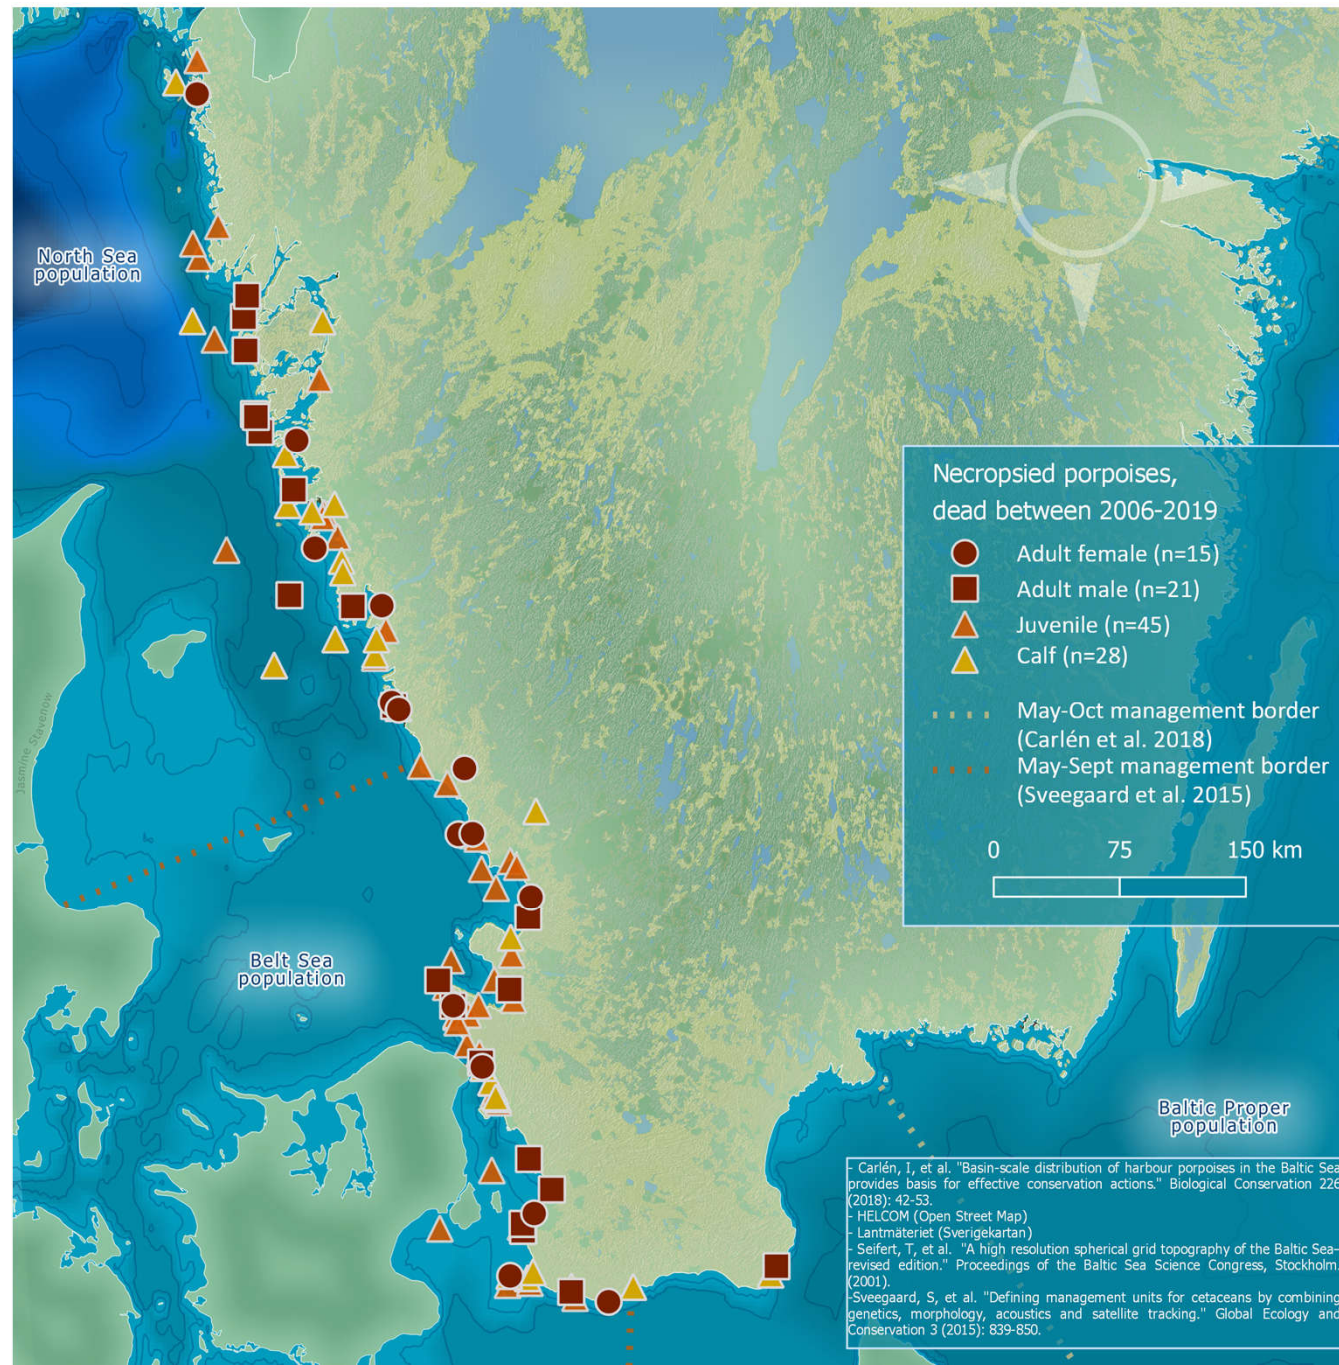 North Sea
population
Necropsied porpoises,
dead between 2006-2019
Adult female (n=15)
Adult male (n=21)
Juvenile (n=45)
Calf (n=28)
May-Oct management border
(Carlén et al. 2018)
May-Sept management border
(Sveegaard et al. 2015)
0 75 150 km
Jasmine Stavenow
Belt Sea
population
Baltic Proper
population
- Carlén, I, et al. "Basin-scale distribution of harbour porpoises in the Baltic Sea
provides basis for effective conservation actions." Biological Conservation 226
(2018): 42-53.
- HELCOM (Open Street Map)
- Lantmäteriet (Sverigekartan)
- Seifert, T, et al. "A high resolution spherical grid topography of the Baltic Sea–
revised edition." Proceedings of the Baltic Sea Science Congress, Stockholm.
(2001).
-Sveegaard, S, et al. "Defining management units for cetaceans by combining
genetics, morphology, acoustics and satellite tracking." Global Ecology and
Conservation 3 (2015): 839-850.